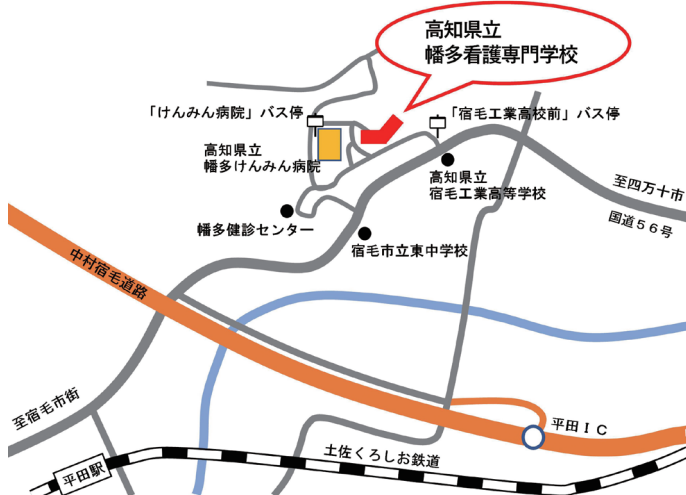 高知県立
幡多看護専門学校
「けんみん病院」バス停
「宿毛工業高校前」バス停
高知県立
幡多けんみん病院
高知県立
宿毛工業高等学校
至四万十市
国道５６号
幡多健診センター
宿毛市立東中学校
中村宿毛道路
至宿毛市街
平田ＩＣ
土佐くろしお鉄道
平田駅